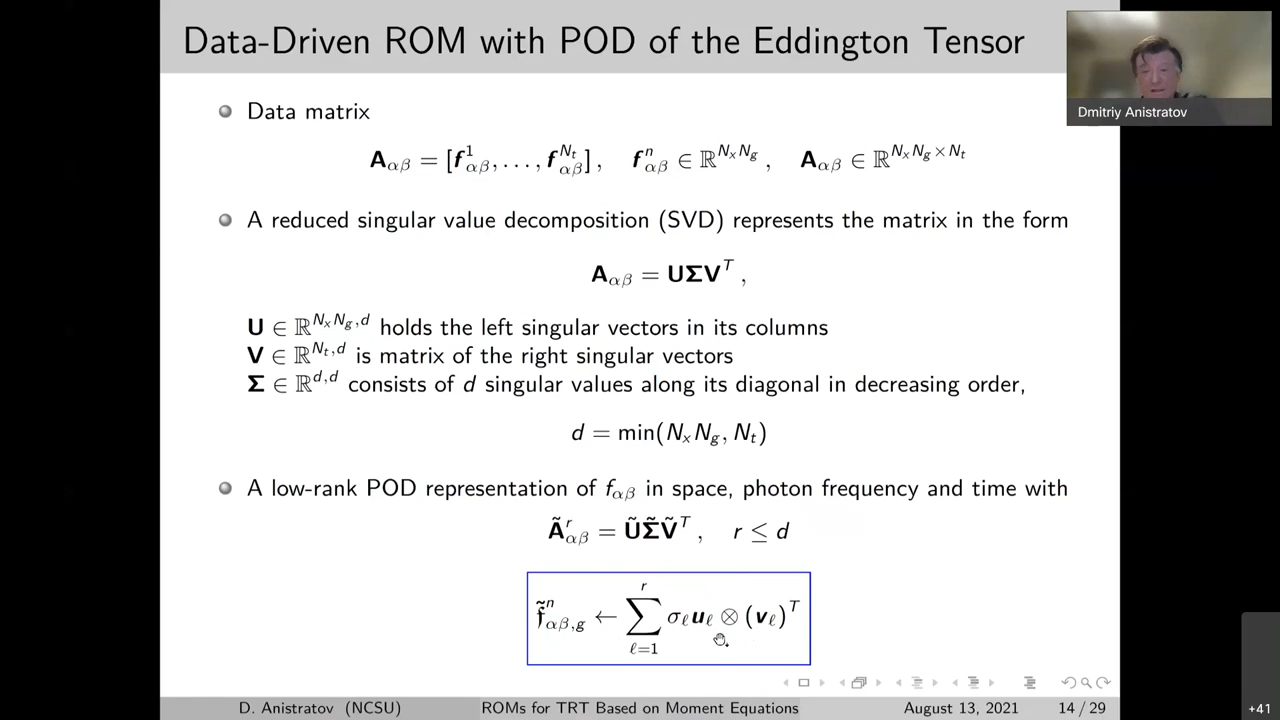 Data-Driven ROM with POD of the Eddington Tensor
Dmitriy Anistratov
Data matrix
A_{αβ} = [f^1_{αβ}, . . . , f^{N_t}_{αβ}] , f^n_{αβ} ∈ ℝ^{N_x N_g} , A_{αβ} ∈ ℝ^{N_x N_g × N_t}
A reduced singular value decomposition (SVD) represents the matrix in the form
A_{αβ} = UΣV^T ,
U ∈ ℝ^{N_x N_g, d} holds the left singular vectors in its columns
V ∈ ℝ^{N_t, d} is matrix of the right singular vectors
Σ ∈ ℝ^{d,d} consists of d singular values along its diagonal in decreasing order,
d = min(N_x N_g, N_t)
A low-rank POD representation of f_{αβ} in space, photon frequency and time with
Ã^r_{αβ} = ŨΣ̃Ṽ^T , r ≤ d
f̃^n_{αβ,g} ← ∑_{ℓ=1}^{r} σ_ℓ u_ℓ ⊗ (v_ℓ)^T
D. Anistratov (NCSU) ROMs for TRT Based on Moment Equations August 13, 2021 14 / 29
+41